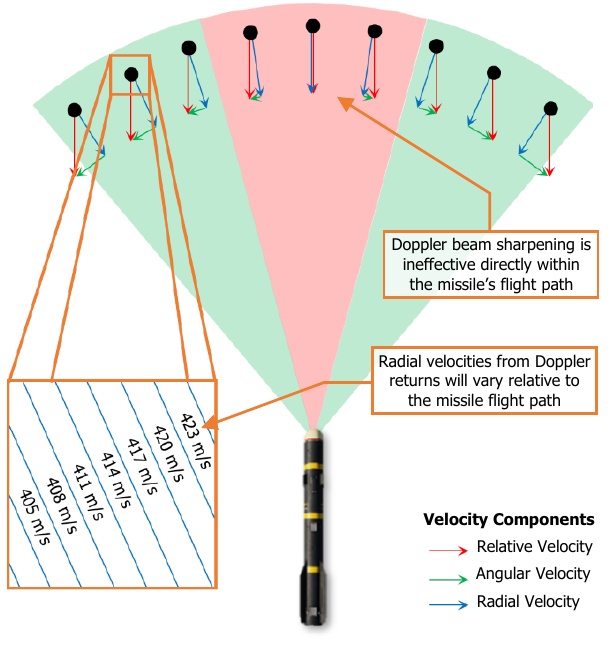 Doppler beam sharpening is
ineffective directly within
the missile's flight path
Radial velocities from Doppler
returns will vary relative to
the missile flight path
405 m/s
408 m/s
411 m/s
414 m/s
417 m/s
420 m/s
423 m/s
Velocity Components
Relative Velocity
Angular Velocity
Radial Velocity